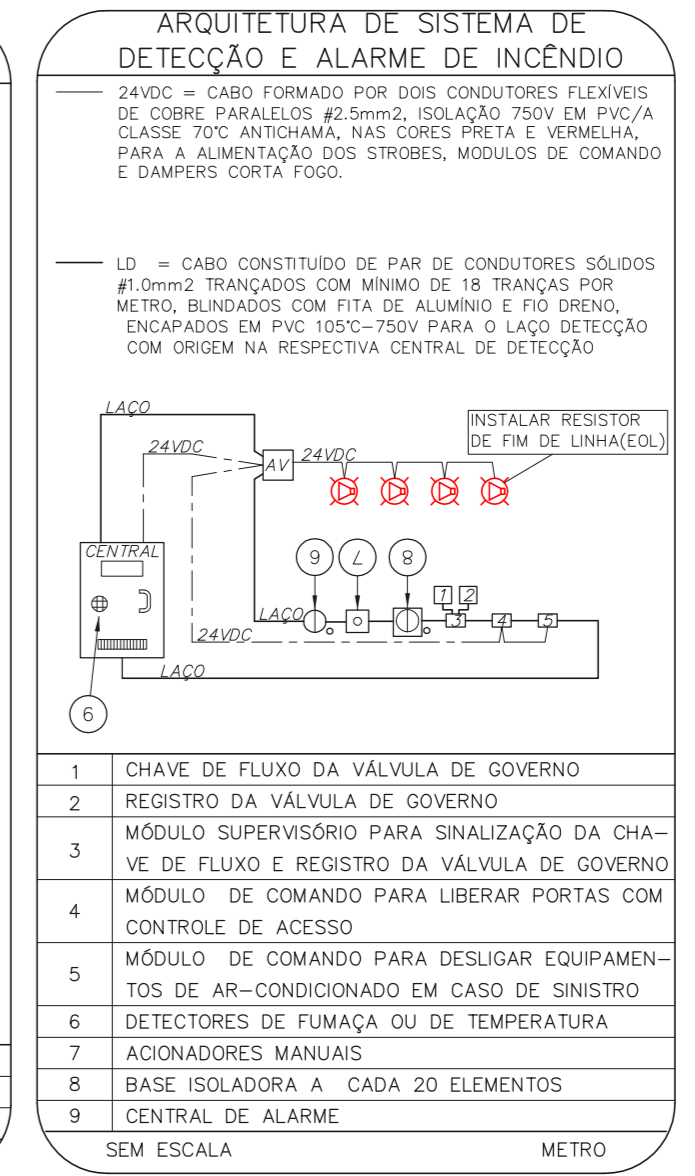 ARQUITETURA DE SISTEMA DE
DETECÇÃO E ALARME DE INCÊNDIO
24VDC = CABO FORMADO POR DOIS CONDUTORES FLEXÍVEIS
DE COBRE PARALELOS #2.5mm2, ISOLAÇÃO 750V EM PVC/A
CLASSE 70°C ANTICHAMA, NAS CORES PRETA E VERMELHA,
PARA A ALIMENTAÇÃO DOS STROBES, MODULOS DE COMANDO
E DAMPERS CORTA FOGO.
LD = CABO CONSTITUÍDO DE PAR DE CONDUTORES SÓLIDOS
#1.0mm2 TRANÇADOS COM MÍNIMO DE 18 TRANÇAS POR
METRO, BLINDADOS COM FITA DE ALUMÍNIO E FIO DRENO,
ENCAPADOS EM PVC 105°C-750V PARA O LAÇO DETECÇÃO
COM ORIGEM NA RESPECTIVA CENTRAL DE DETECÇÃO
LAÇO
INSTALAR RESISTOR
DE FIM DE LINHA(EOL)
24VDC
AV
24VDC
CENTRAL
6
7
8
1
2
LAÇO
3
4
5
24VDC
LAÇO
9
1 CHAVE DE FLUXO DA VÁLVULA DE GOVERNO
2 REGISTRO DA VÁLVULA DE GOVERNO
3 MÓDULO SUPERVISÓRIO PARA SINALIZAÇÃO DA CHA-
VE DE FLUXO E REGISTRO DA VÁLVULA DE GOVERNO
4 MÓDULO DE COMANDO PARA LIBERAR PORTAS COM
CONTROLE DE ACESSO
5 MÓDULO DE COMANDO PARA DESLIGAR EQUIPAMEN-
TOS DE AR-CONDICIONADO EM CASO DE SINISTRO
6 DETECTORES DE FUMAÇA OU DE TEMPERATURA
7 ACIONADORES MANUAIS
8 BASE ISOLADORA A CADA 20 ELEMENTOS
9 CENTRAL DE ALARME
SEM ESCALA METRO